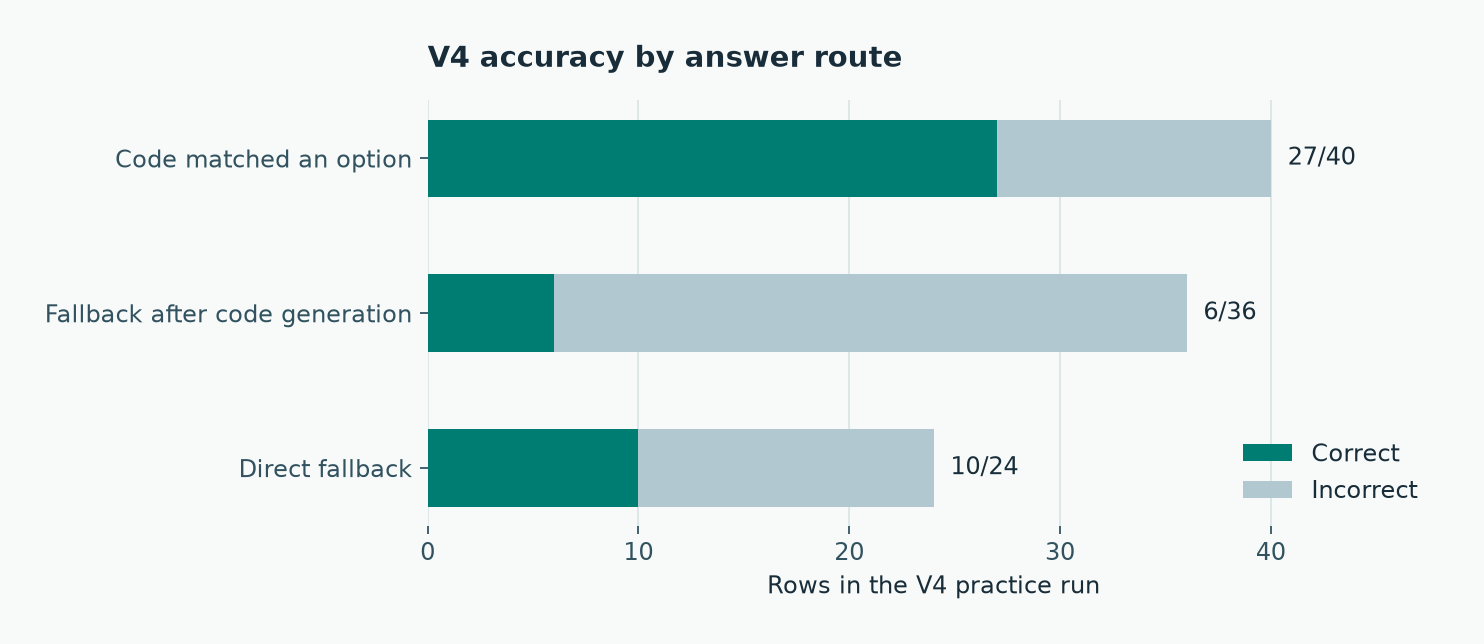 V4 accuracy by answer route
Code matched an option
27/40
Fallback after code generation
6/36
Direct fallback
10/24
Correct
Incorrect
0 10 20 30 40
Rows in the V4 practice run